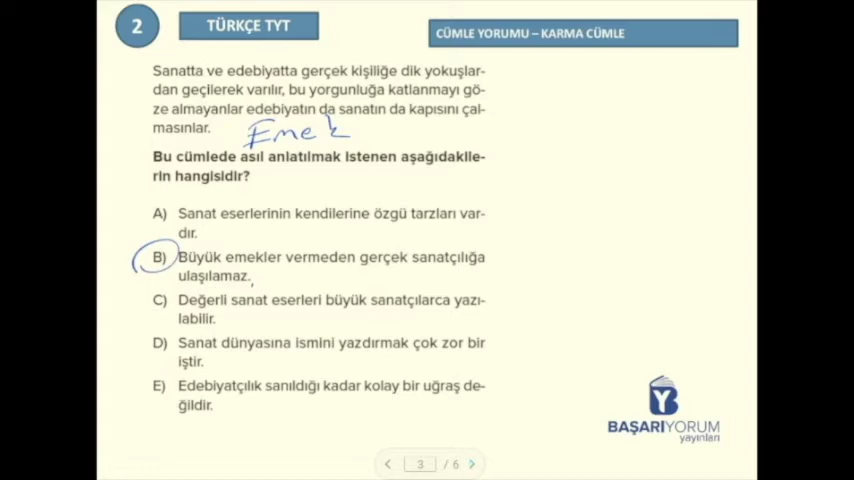 2
TÜRKÇE TYT
CÜMLE YORUMU – KARMA CÜMLE
Sanatta ve edebiyatta gerçek kişiliğe dik yokuşlar-
dan geçilerek varılır, bu yorgunluğa katlanmayı gö-
ze almayanlar edebiyatın da sanatın da kapısını çal-
masınlar.
Emek
Bu cümlede asıl anlatılmak istenen aşağıdakile-
rin hangisidir?
A) Sanat eserlerinin kendilerine özgü tarzları var-
dır.
B) Büyük emekler vermeden gerçek sanatçılığa
ulaşılamaz.
C) Değerli sanat eserleri büyük sanatçılarca yazı-
labilir.
D) Sanat dünyasına ismini yazdırmak çok zor bir
iştir.
E) Edebiyatçılık sanıldığı kadar kolay bir uğraş de-
ğildir.
BAŞARIYORUM
yayınları
3 / 6